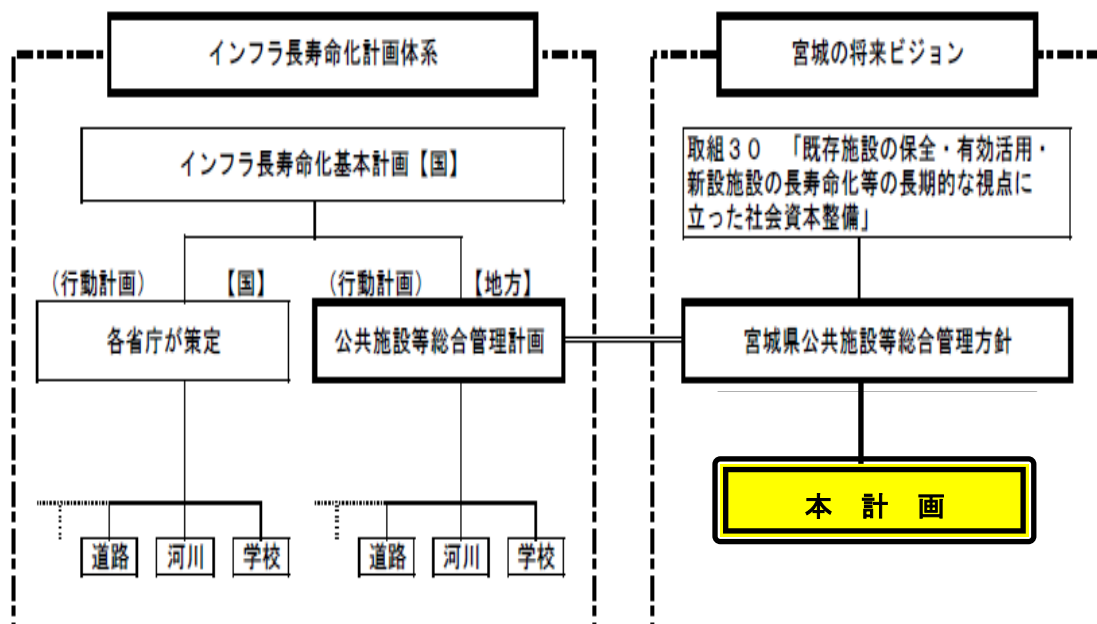 インフラ長寿命化計画体系
インフラ長寿命化基本計画【国】
(行動計画) 【国】
各省庁が策定
道路
河川
学校
(行動計画) 【地方】
公共施設等総合管理計画
道路
河川
学校
宮城の将来ビジョン
取組30 「既存施設の保全・有効活用・
新設施設の長寿命化等の長期的な視点に
立った社会資本整備」
宮城県公共施設等総合管理方針
本 計 画